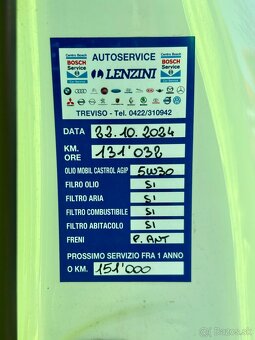 AUTOSERVICE
Centro Bosch
BOSCH
Service
LENZINI
Centro Bosch
BOSCH
Service
TREVISO - Tel. 0422/310942
DATA 22.10.2024
KM.
ORE 131'038
OLIO MOBIL CASTROL AGIP 5W30
FILRO OLIO SI
FILTRO ARIA SI
FILTRO COMBUSTIBILE SI
FILTRO ABITACOLO SI
FRENI P. ANT
PROSSIMO SERVIZIO FRA 1 ANNO
O KM. 151'000
bazar.sk